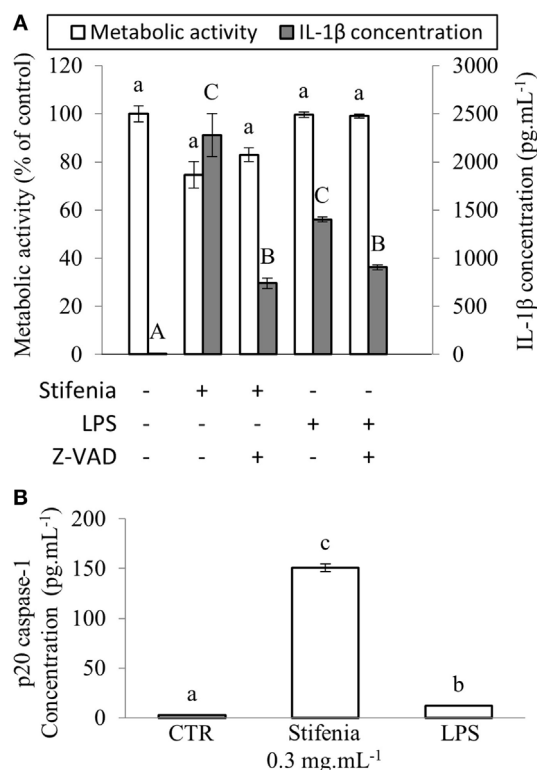 A
Metabolic activity IL-1β concentration
Metabolic activity (% of control)
120
100
80
60
40
20
0
a
A
a
C
a
B
a
C
a
B
3000
2500
2000
1500
1000
500
0
IL-1β concentration (pg.mL-1)
Stifenia - + + - -
LPS - - - + +
Z-VAD - - + - +
B
p20 caspase-1
Concentration (pg.mL-1)
200
150
100
50
0
a
c
b
CTR Stifenia LPS
0.3 mg.mL-1